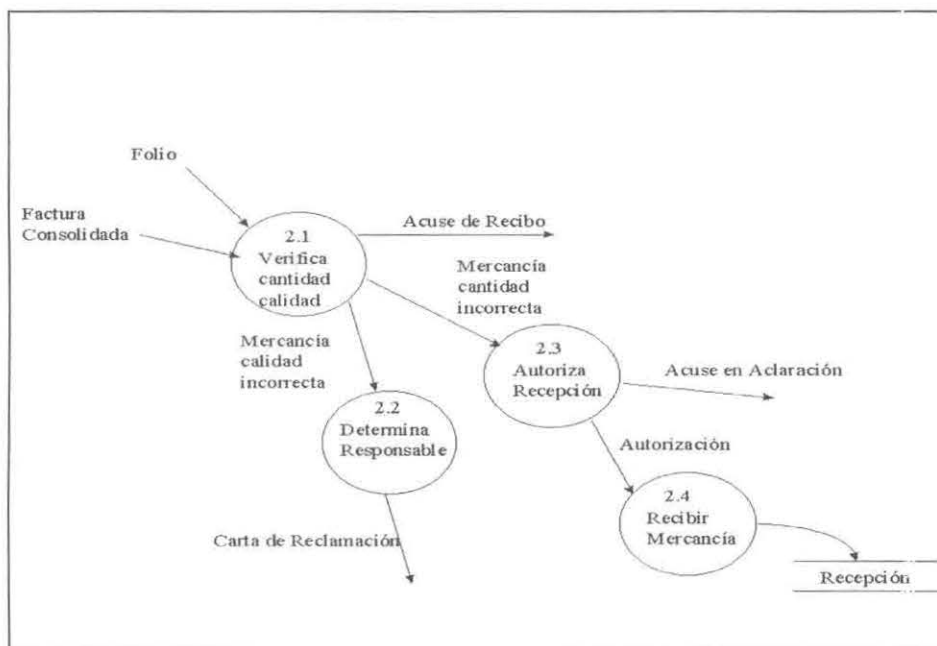 Folio
Factura
Consolidada
2.1
Verifica
cantidad
calidad
Acuse de Recibo
Mercancía
cantidad
incorrecta
Mercancía
calidad
incorrecta
2.3
Autoriza
Recepción
Acuse en Aclaración
2.2
Determina
Responsable
Autorización
2.4
Recibir
Mercancía
Carta de Reclamación
Recepción